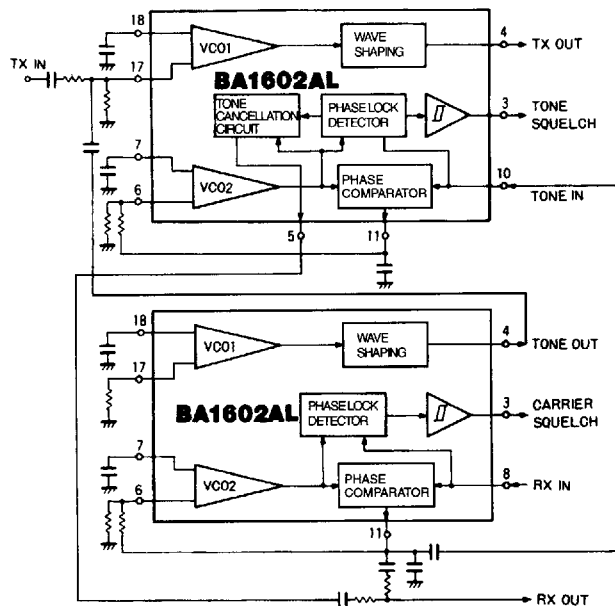 18
4
TX IN
17
VCO1
WAVE
SHAPING
TX OUT
BA1602AL
TONE
CANCELLATION
CIRCUIT
PHASE LOCK
DETECTOR
3
TONE
SQUELCH
7
6
VCO2
PHASE
COMPARATOR
10
TONE IN
5
11
18
17
VCO1
WAVE
SHAPING
4
TONE OUT
BA1602AL
PHASE LOCK
DETECTOR
3
CARRIER
SQUELCH
7
6
VCO2
PHASE
COMPARATOR
8
RX IN
11
RX OUT